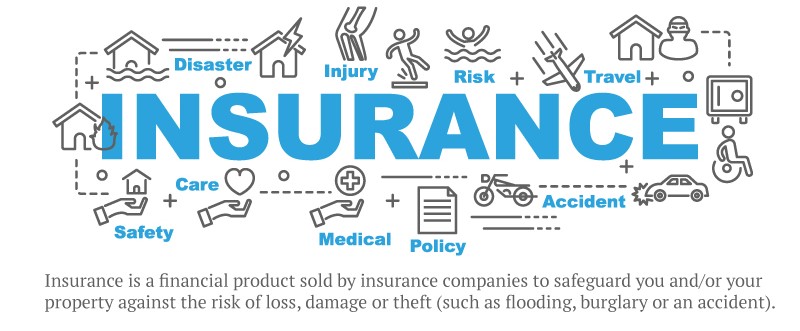 Disaster
Injury
Risk
Travel
INSURANCE
Care
Safety
Medical
Policy
Accident
Insurance is a financial product sold by insurance companies to safeguard you and/or your
property against the risk of loss, damage or theft (such as flooding, burglary or an accident).